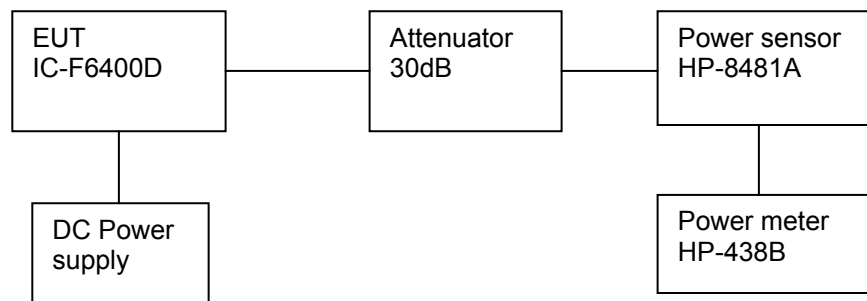 EUT
IC-F6400D
Attenuator
30dB
Power sensor
HP-8481A
DC Power
supply
Power meter
HP-438B